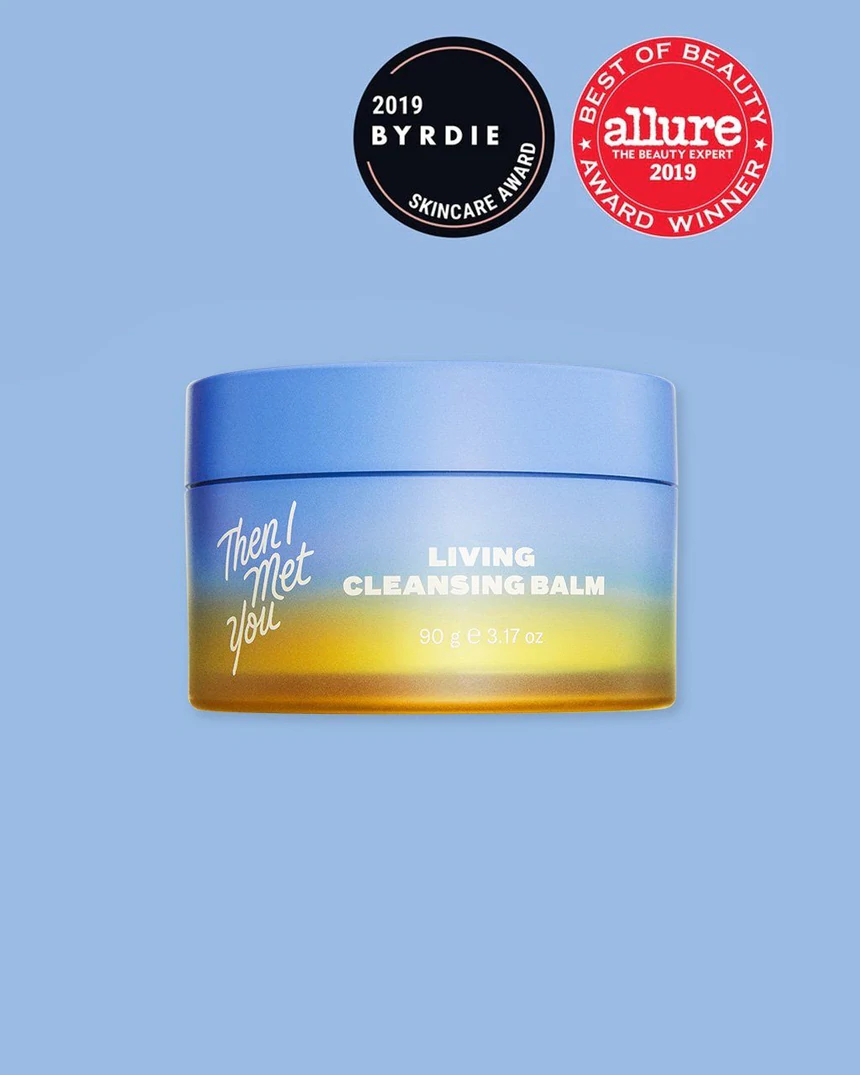 2019
BYRDIE
SKINCARE AWARD
BEST OF BEAUTY
allure
THE BEAUTY EXPERT
2019
AWARD WINNER
Then I
Met
You
LIVING
CLEANSING BALM
90 g ℮ 3.17 oz